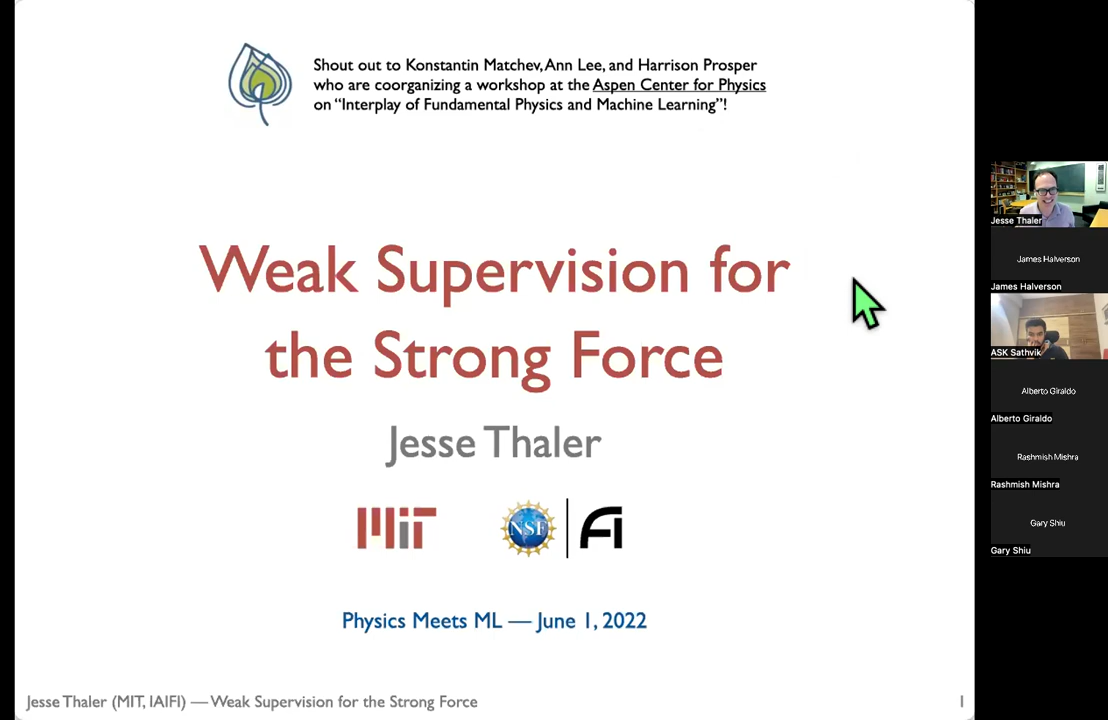 Shout out to Konstantin Matchev, Ann Lee, and Harrison Prosper
who are coorganizing a workshop at the Aspen Center for Physics
on “Interplay of Fundamental Physics and Machine Learning”!
Weak Supervision for
the Strong Force
Jesse Thaler
MIT
NSF
FI
Physics Meets ML — June 1, 2022
Jesse Thaler (MIT, IAIFI) — Weak Supervision for the Strong Force
1
Jesse Thaler
James Halverson
James Halverson
ASK Sathvik
Alberto Giraldo
Alberto Giraldo
Rashmish Mishra
Rashmish Mishra
Gary Shiu
Gary Shiu